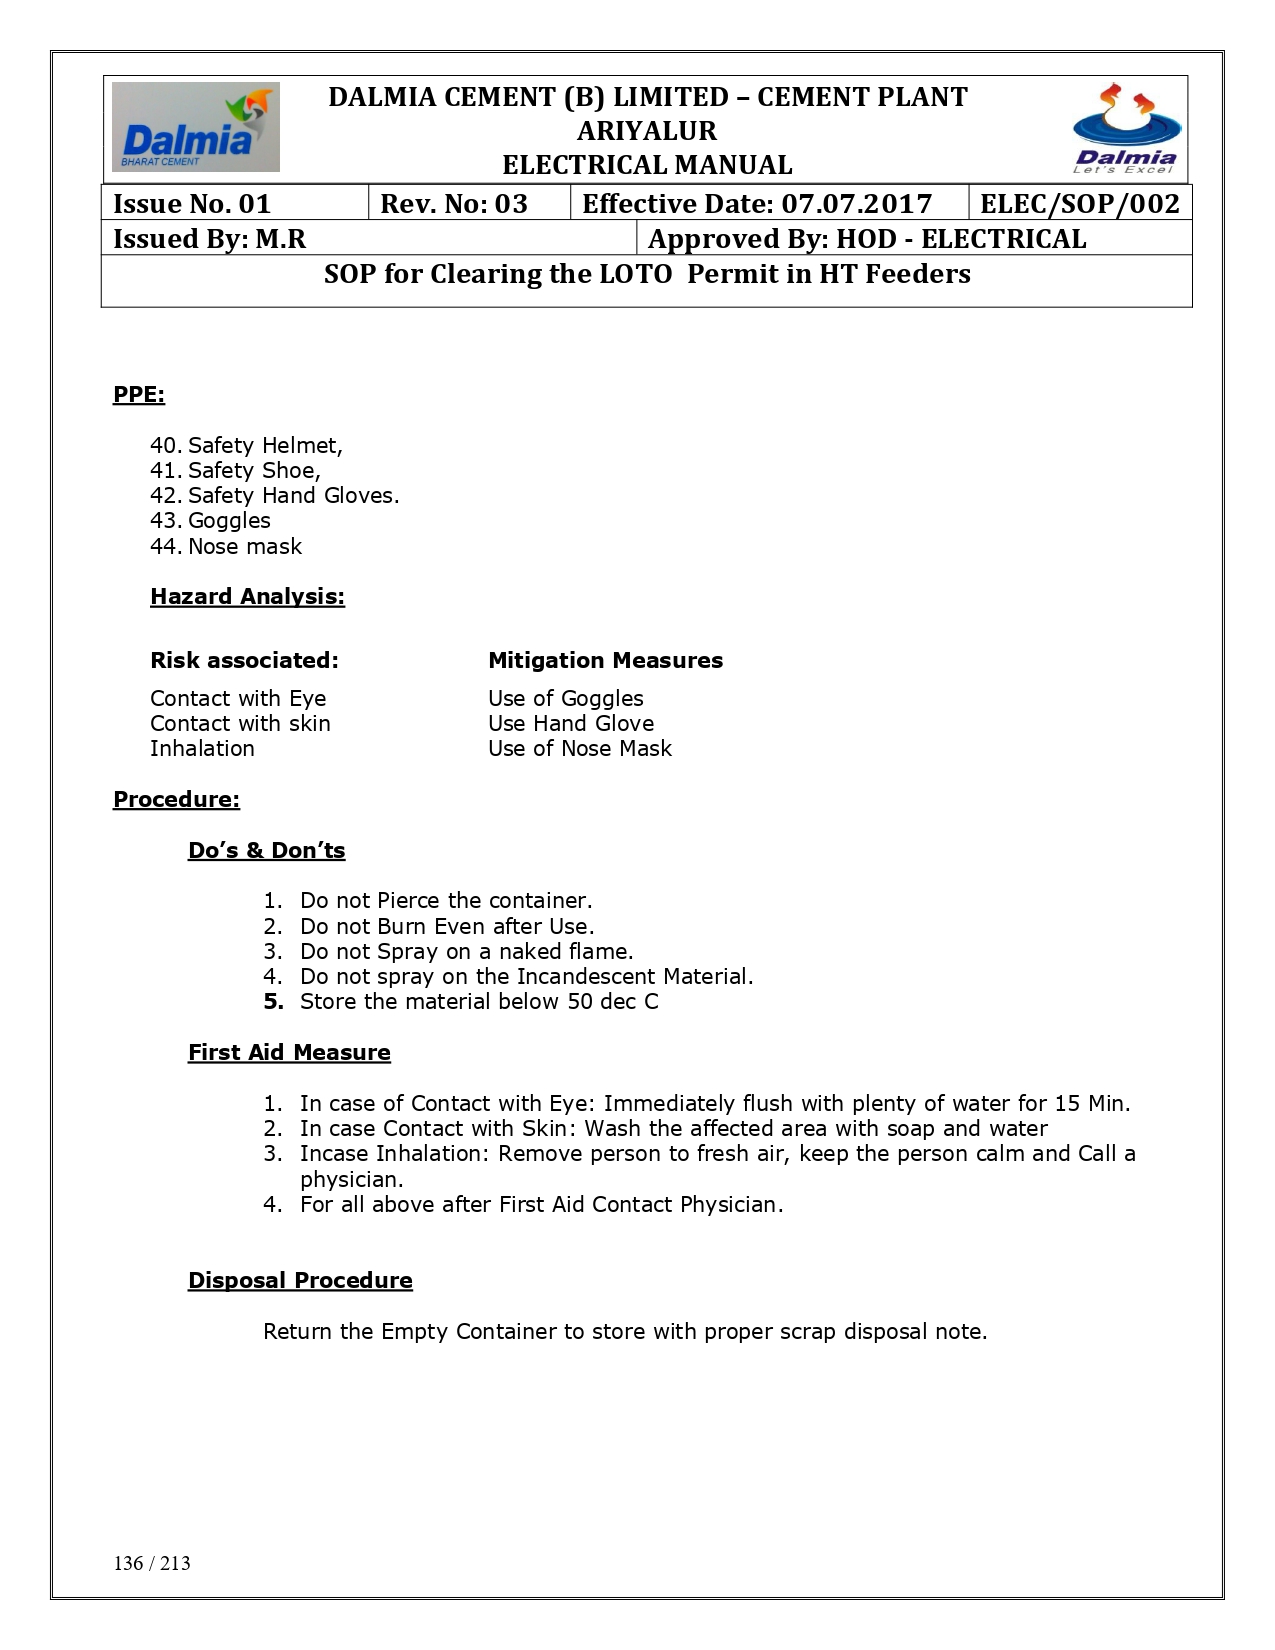 Dalmia
BHARAT CEMENT
DALMIA CEMENT (B) LIMITED – CEMENT PLANT
ARIYALUR
ELECTRICAL MANUAL
Dalmia
Let's Excel
Issue No. 01 Rev. No: 03 Effective Date: 07.07.2017 ELEC/SOP/002
Issued By: M.R Approved By: HOD - ELECTRICAL
SOP for Clearing the LOTO  Permit in HT Feeders
PPE:
40. Safety Helmet,
41. Safety Shoe,
42. Safety Hand Gloves.
43. Goggles
44. Nose mask
Hazard Analysis:
Risk associated: Mitigation Measures
Contact with Eye Use of Goggles
Contact with skin Use Hand Glove
Inhalation Use of Nose Mask
Procedure:
Do’s & Don’ts
1. Do not Pierce the container.
2. Do not Burn Even after Use.
3. Do not Spray on a naked flame.
4. Do not spray on the Incandescent Material.
5. Store the material below 50 dec C
First Aid Measure
1. In case of Contact with Eye: Immediately flush with plenty of water for 15 Min.
2. In case Contact with Skin: Wash the affected area with soap and water
3. Incase Inhalation: Remove person to fresh air, keep the person calm and Call a
physician.
4. For all above after First Aid Contact Physician.
Disposal Procedure
Return the Empty Container to store with proper scrap disposal note.
136 / 213